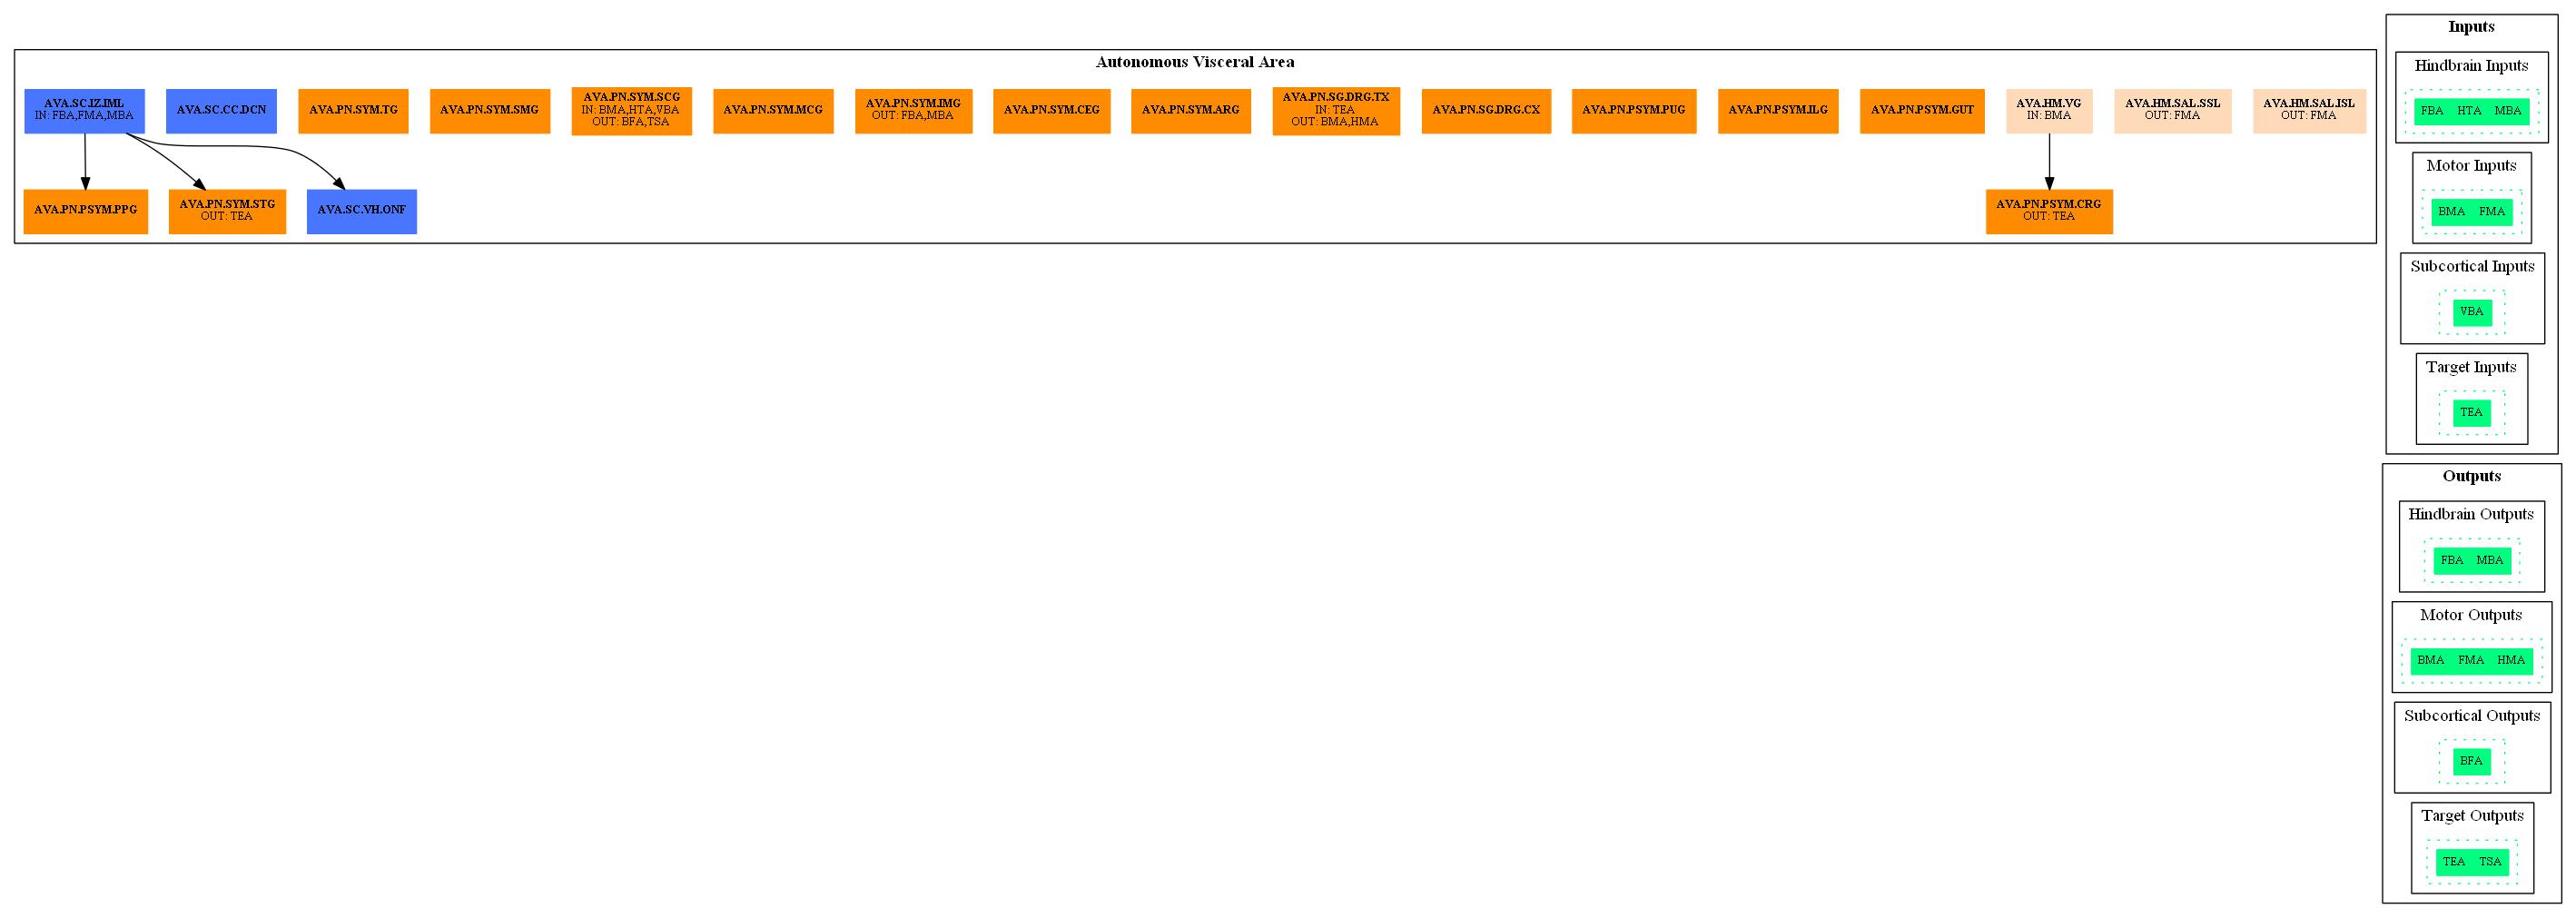 Autonomous Visceral Area
AVA.SC.IZ.IML
IN: FBA,FMA,MBA
AVA.SC.CC.DCN
AVA.PN.SYM.TG
AVA.PN.SYM.SMG
AVA.PN.SYM.SCG
IN: BMA,HTA,VBA
OUT: BFA,TSA
AVA.PN.SYM.MCG
AVA.PN.SYM.IMG
OUT: FBA,MBA
AVA.PN.SYM.CEG
AVA.PN.SYM.ARG
AVA.PN.SG.DRG.TX
IN: TEA
OUT: BMA,HMA
AVA.PN.SG.DRG.CX
AVA.PN.PSYM.PUG
AVA.PN.PSYM.ILG
AVA.PN.PSYM.GUT
AVA.HM.VG
IN: BMA
AVA.HM.SAL.SSL
OUT: FMA
AVA.HM.SAL.ISL
OUT: FMA
AVA.PN.PSYM.PPG
AVA.PN.SYM.STG
OUT: TEA
AVA.SC.VH.ONF
AVA.PN.PSYM.CRG
OUT: TEA
Inputs
Hindbrain Inputs
FBA HTA MBA
Motor Inputs
BMA FMA
Subcortical Inputs
VBA
Target Inputs
TEA
Outputs
Hindbrain Outputs
FBA MBA
Motor Outputs
BMA FMA HMA
Subcortical Outputs
BFA
Target Outputs
TEA TSA